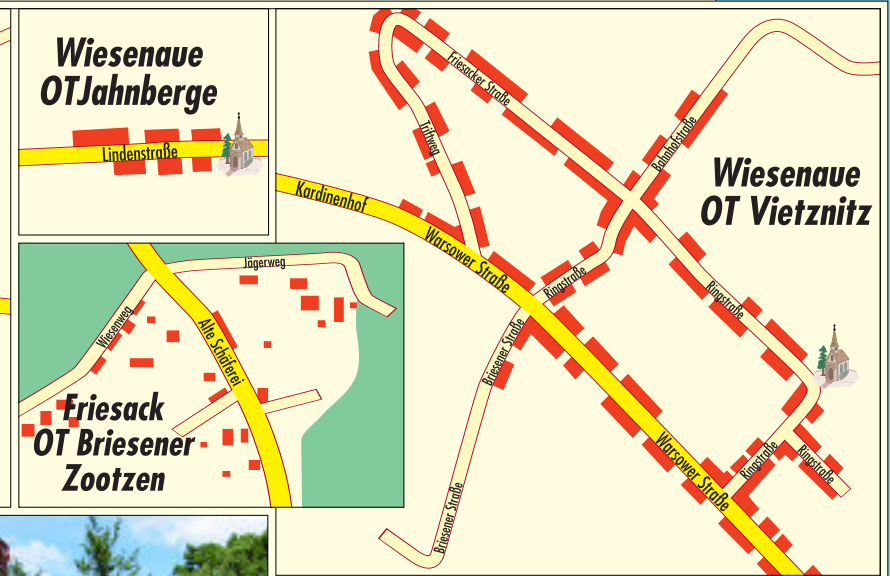 Wiesenaue
OTJahnberge
Lindenstraße
Jägerweg
Wiesenweg
Alte Schäferei
Friesack
OT Briesener
Zootzen
Friesacker Straße
Triftweg
Bahnhofstraße
Wiesenaue
OT Vietznitz
Kardinenhof
Warsower Straße
Ringstraße
Ringstraße
Briesener Straße
Warsower Straße
Ringstraße
Ringstraße
Briesener Straße